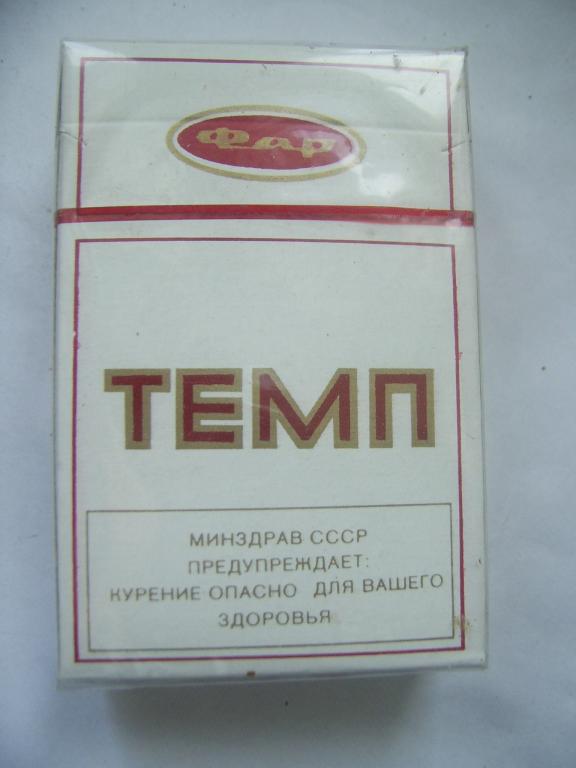 Фар
ТЕМП
МИНЗДРАВ СССР
ПРЕДУПРЕЖДАЕТ:
КУРЕНИЕ ОПАСНО ДЛЯ ВАШЕГО
ЗДОРОВЬЯ